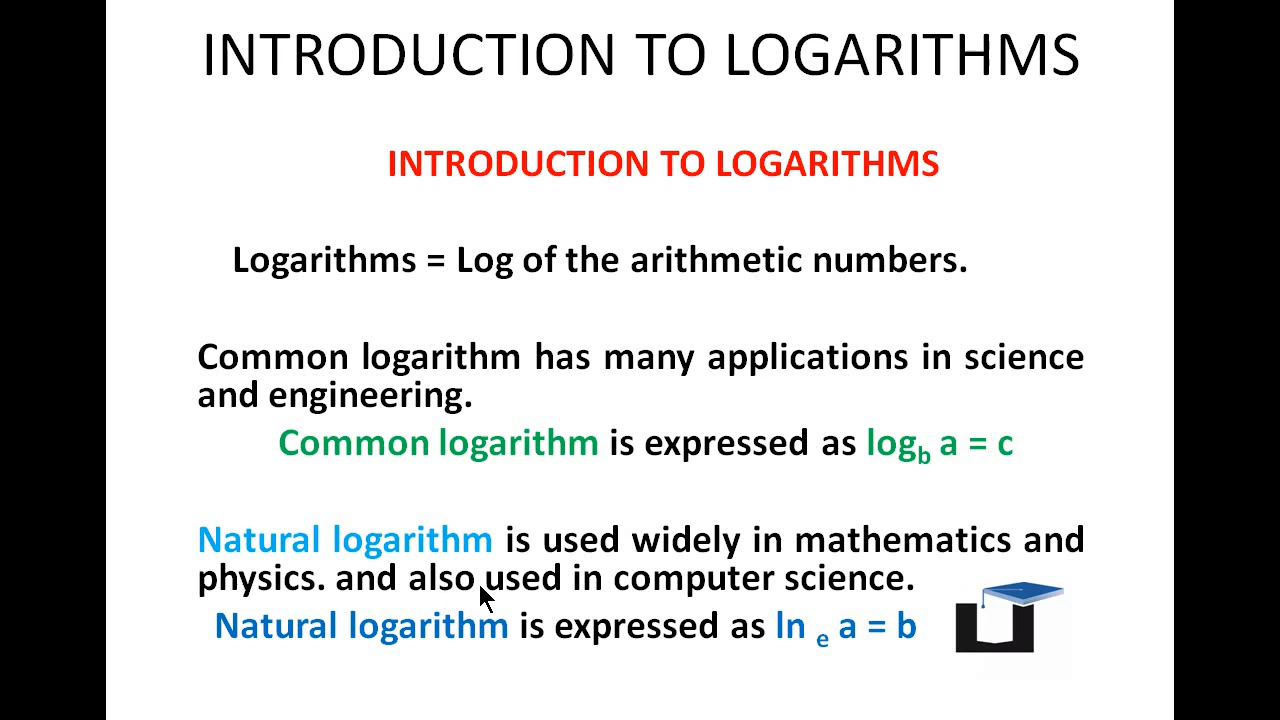 INTRODUCTION TO LOGARITHMS
INTRODUCTION TO LOGARITHMS
Logarithms = Log of the arithmetic numbers.
Common logarithm has many applications in science
and engineering.
Common logarithm is expressed as log_b a = c
Natural logarithm is used widely in mathematics and
physics. and also used in computer science.
Natural logarithm is expressed as ln _e a = b